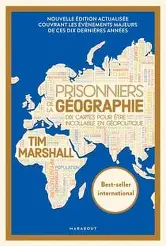 NOUVELLE ÉDITION ACTUALISÉE
COUVRANT LES ÉVÉNEMENTS MAJEURS
DE CES DIX DERNIÈRES ANNÉES
PRISONNIERS
DE LA
GÉOGRAPHIE
DIX CARTES POUR ÊTRE
INCOLLABLE EN GÉOPOLITIQUE
TIM
MARSHALL
POPULATION
Best-seller
international
MARABOUT